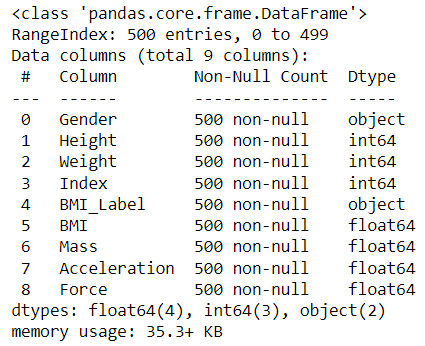 <class 'pandas.core.frame.DataFrame'>
RangeIndex: 500 entries, 0 to 499
Data columns (total 9 columns):
 #   Column        Non-Null Count  Dtype
---  ------        --------------  -----
 0   Gender        500 non-null    object
 1   Height        500 non-null    int64
 2   Weight        500 non-null    int64
 3   Index         500 non-null    int64
 4   BMI_Label     500 non-null    object
 5   BMI           500 non-null    float64
 6   Mass          500 non-null    float64
 7   Acceleration  500 non-null    float64
 8   Force         500 non-null    float64
dtypes: float64(4), int64(3), object(2)
memory usage: 35.3+ KB